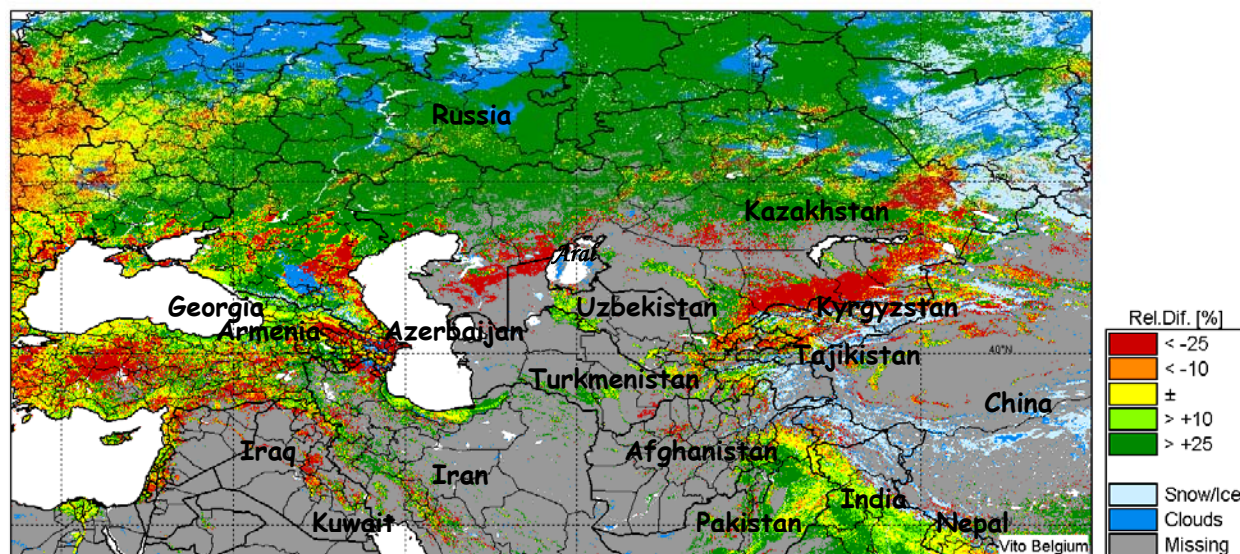 Russia
Kazakhstan
Aral
Georgia
Uzbekistan
Kyrgyzstan
Armenia
Azerbaijan
Tajikistan
40°N
Turkmenistan
China
Iraq
Iran
Afghanistan
India
Kuwait
Pakistan
Nepal
Vito Belgium
Rel.Dif. [%]
< -25
< -10
±
> +10
> +25
Snow/Ice
Clouds
Missing